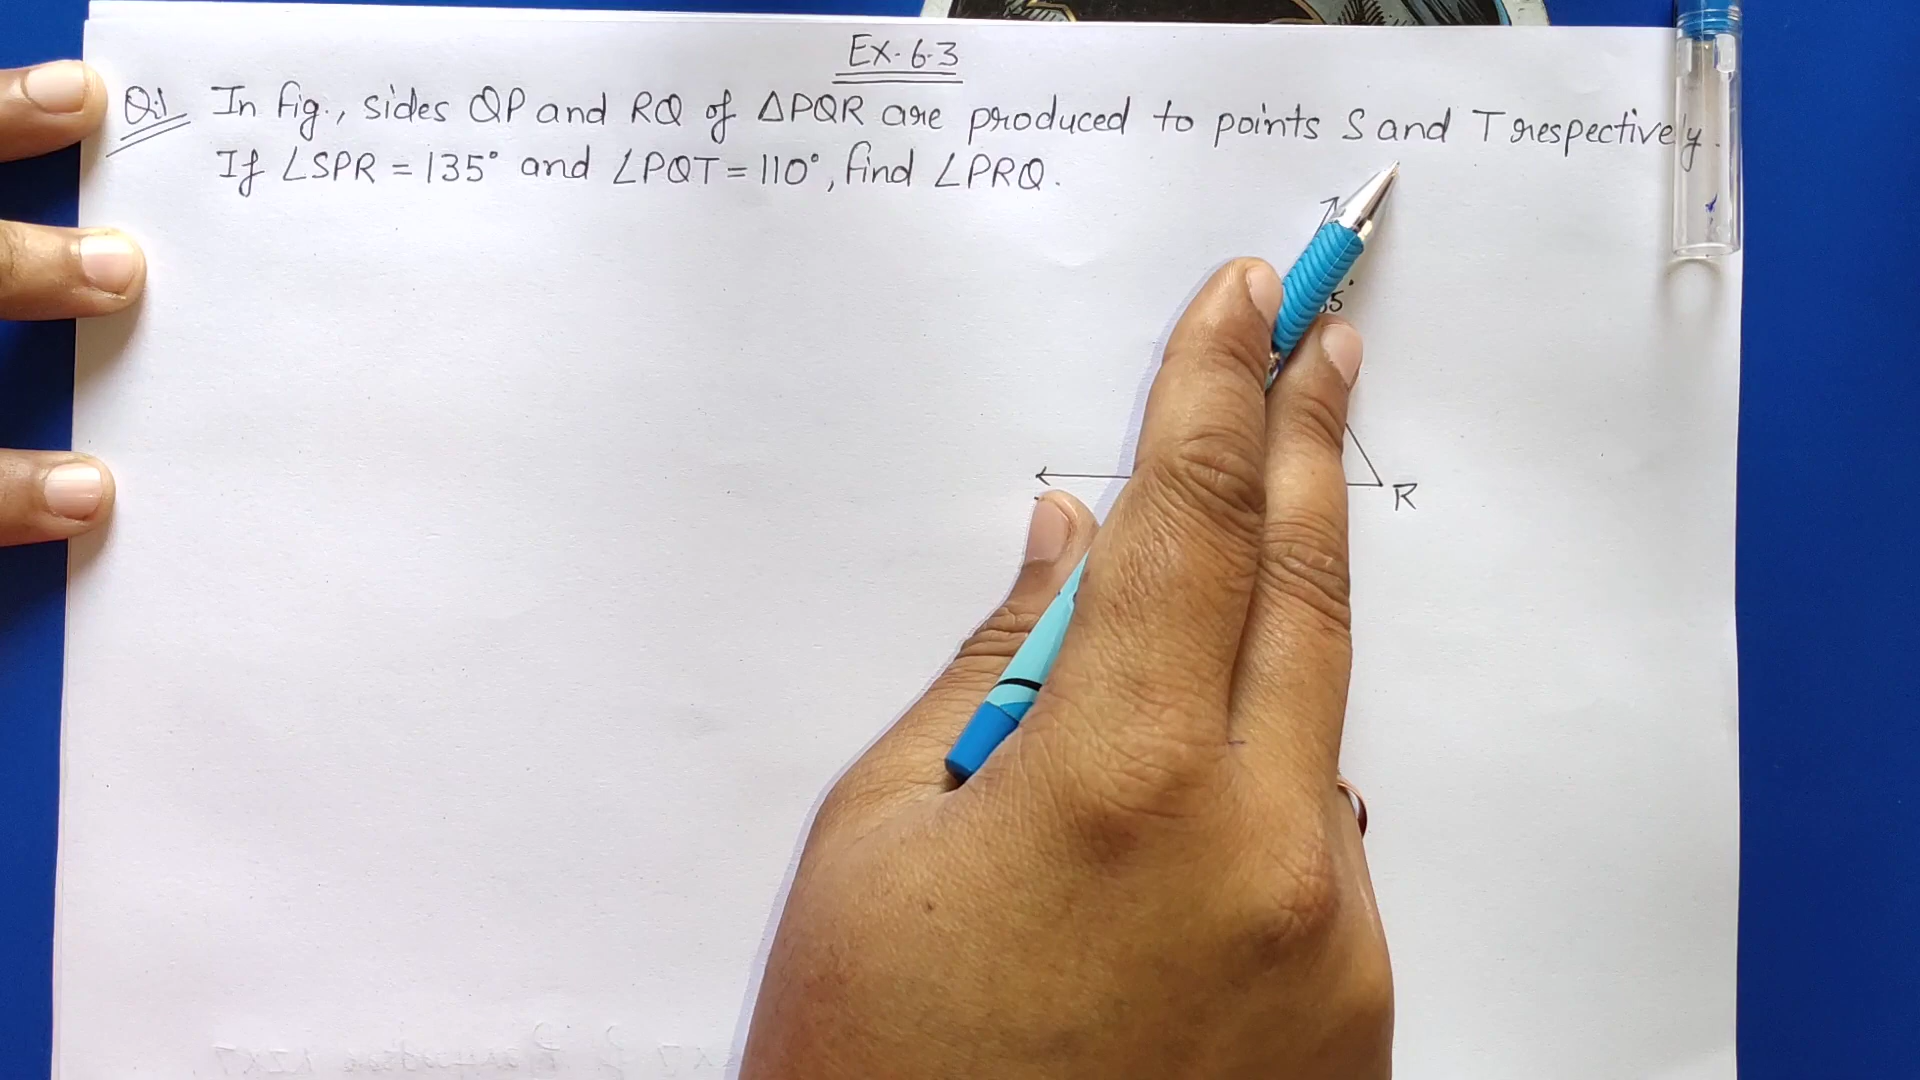 Ex. 6.3
Q.1 In fig., sides QP and RQ of ΔPQR are produced to points S and T respectively.
If ∠SPR = 135° and ∠PQT = 110°, find ∠PRQ.
R